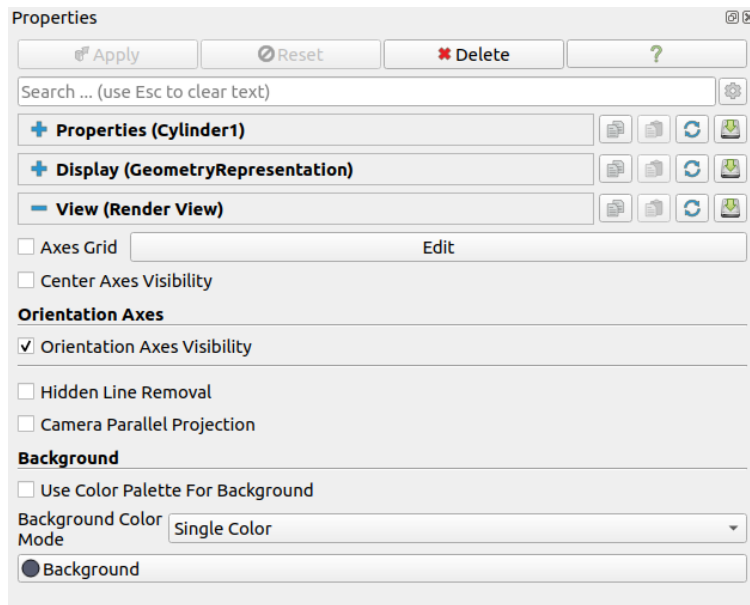 Properties
Apply Reset Delete ?
Search ... (use Esc to clear text)
Properties (Cylinder1)
Display (GeometryRepresentation)
View (Render View)
Axes Grid Edit
Center Axes Visibility
Orientation Axes
Orientation Axes Visibility
Hidden Line Removal
Camera Parallel Projection
Background
Use Color Palette For Background
Background Color
Mode
Single Color
Background